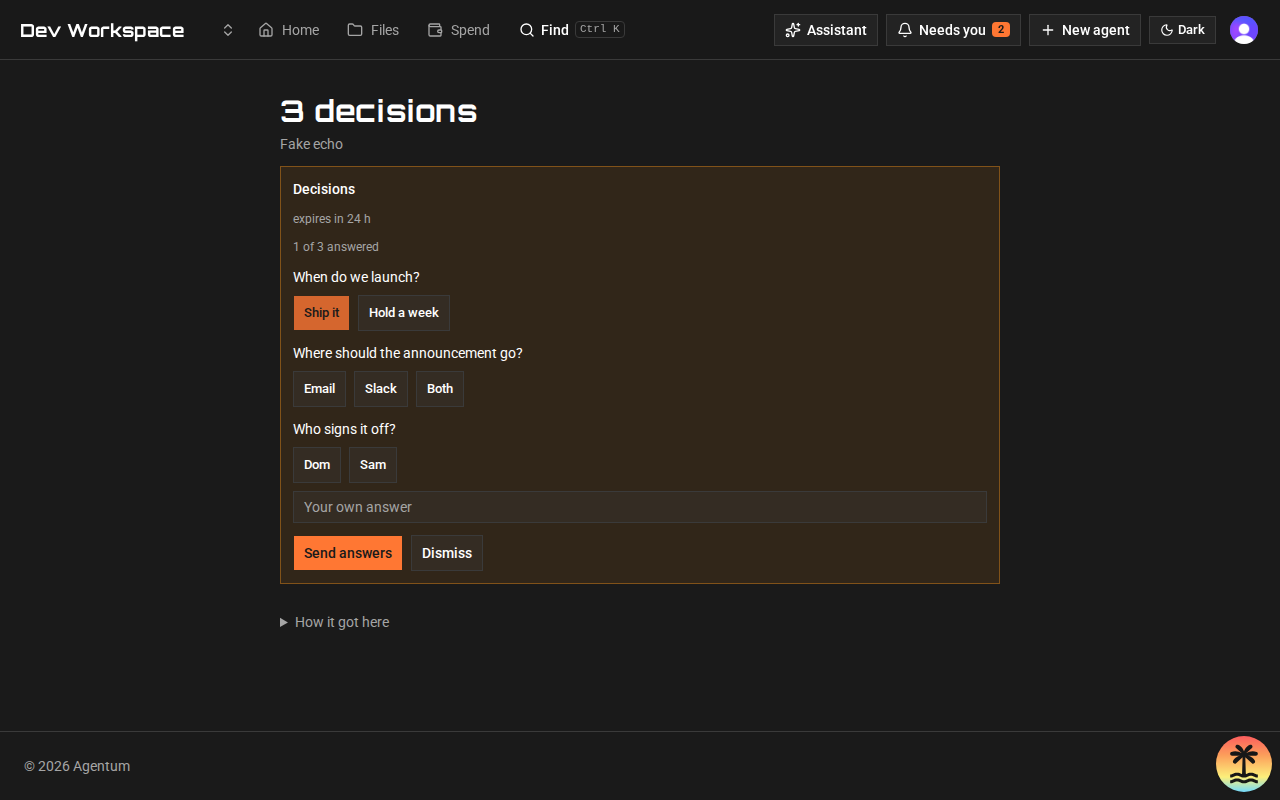 Dev Workspace
Home
Files
Spend
Find Ctrl K
Assistant
Needs you 2
New agent
Dark
3 decisions
Fake echo
Decisions
expires in 24 h
1 of 3 answered
When do we launch?
Ship it
Hold a week
Where should the announcement go?
Email
Slack
Both
Who signs it off?
Dom
Sam
Your own answer
Send answers
Dismiss
How it got here
© 2026 Agentum